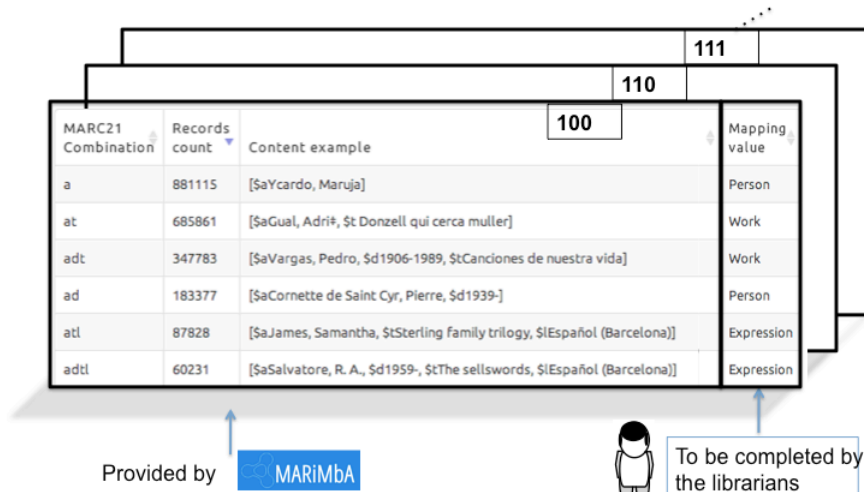 111
110
100
MARC21 Combination Records count Content example Mapping value
a 881115 [$aYcardo, Maruja] Person
at 685861 [$aGual, Adri‡, $t Donzell qui cerca muller] Work
adt 347783 [$aVargas, Pedro, $d1906-1989, $tCanciones de nuestra vida] Work
ad 183377 [$aCornette de Saint Cyr, Pierre, $d1939-] Person
atl 87828 [$aJames, Samantha, $tSterling family trilogy, $lEspañol (Barcelona)] Expression
adtl 60231 [$aSalvatore, R. A., $d1959-, $tThe sellswords, $lEspañol (Barcelona)] Expression
Provided by MARiMbA
To be completed by
the librarians